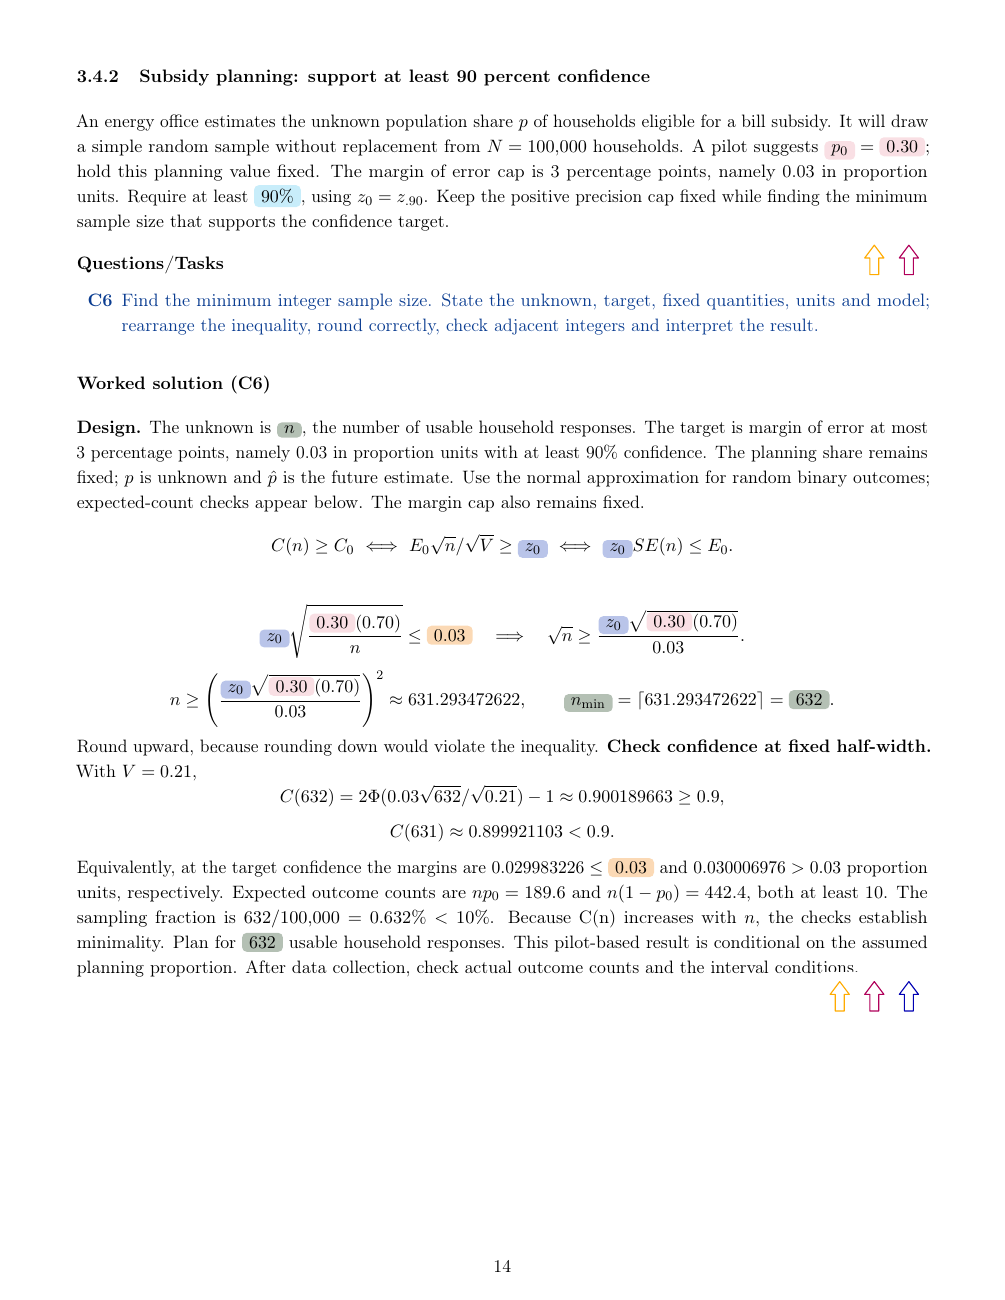 3.4.2 Subsidy planning: support at least 90 percent confidence
An energy office estimates the unknown population share p of households eligible for a bill subsidy. It will draw
a simple random sample without replacement from N = 100,000 households. A pilot suggests p₀ = 0.30 ;
hold this planning value fixed. The margin of error cap is 3 percentage points, namely 0.03 in proportion
units. Require at least 90% , using z₀ = z.₉₀. Keep the positive precision cap fixed while finding the minimum
sample size that supports the confidence target.
Questions/Tasks
C6 Find the minimum integer sample size. State the unknown, target, fixed quantities, units and model;
rearrange the inequality, round correctly, check adjacent integers and interpret the result.
Worked solution (C6)
Design. The unknown is n , the number of usable household responses. The target is margin of error at most
3 percentage points, namely 0.03 in proportion units with at least 90% confidence. The planning share remains
fixed; p is unknown and p̂ is the future estimate. Use the normal approximation for random binary outcomes;
expected-count checks appear below. The margin cap also remains fixed.
C(n) ≥ C₀ ⟺ E₀√n/√V ≥ z₀ ⟺ z₀ SE(n) ≤ E₀.
z₀ √(0.30 (0.70) / n) ≤ 0.03 ⟹ √n ≥ z₀ √(0.30 (0.70)) / 0.03 .
n ≥ ( z₀ √(0.30 (0.70)) / 0.03 )² ≈ 631.293472622, n_min = ⌈631.293472622⌉ = 632 .
Round upward, because rounding down would violate the inequality. Check confidence at fixed half-width.
With V = 0.21,
C(632) = 2Φ(0.03√632/√0.21) − 1 ≈ 0.900189663 ≥ 0.9,
C(631) ≈ 0.899921103 < 0.9.
Equivalently, at the target confidence the margins are 0.029983226 ≤ 0.03 and 0.030006976 > 0.03 proportion
units, respectively. Expected outcome counts are np₀ = 189.6 and n(1 − p₀) = 442.4, both at least 10. The
sampling fraction is 632/100,000 = 0.632% < 10%. Because C(n) increases with n, the checks establish
minimality. Plan for 632 usable household responses. This pilot-based result is conditional on the assumed
planning proportion. After data collection, check actual outcome counts and the interval conditions.
14